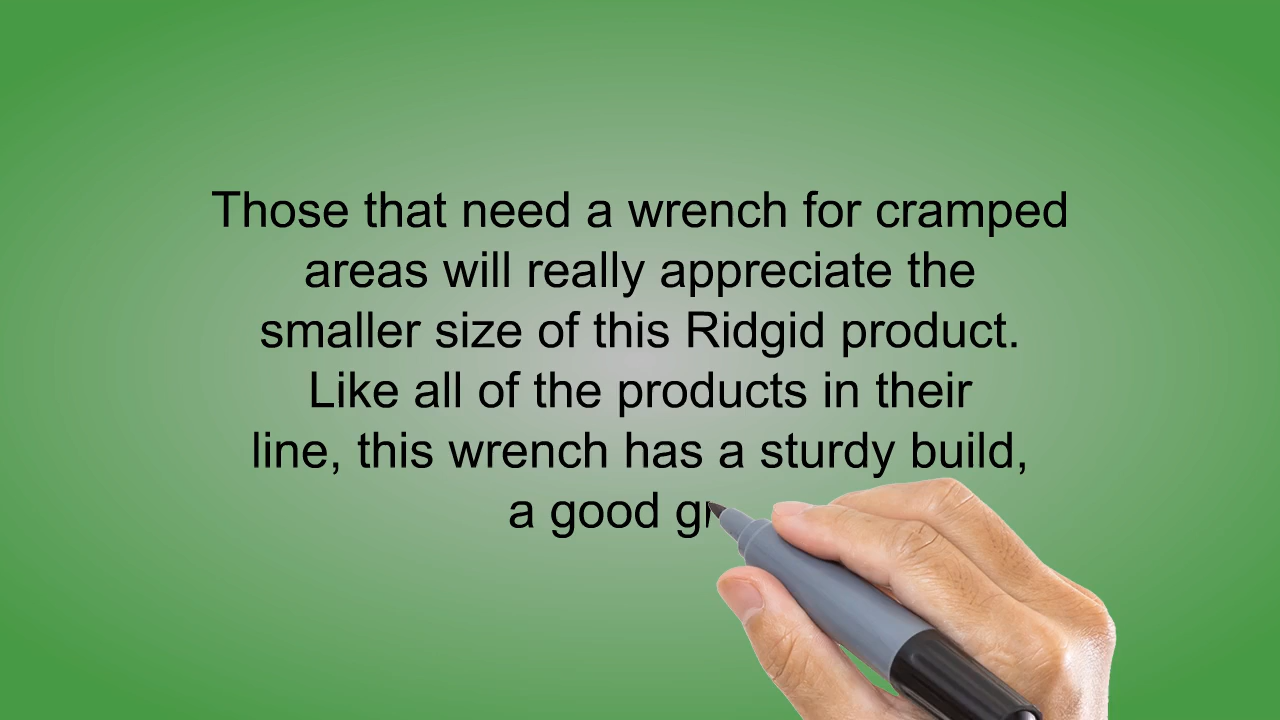 Those that need a wrench for cramped
areas will really appreciate the
smaller size of this Ridgid product.
Like all of the products in their
line, this wrench has a sturdy build,
a good